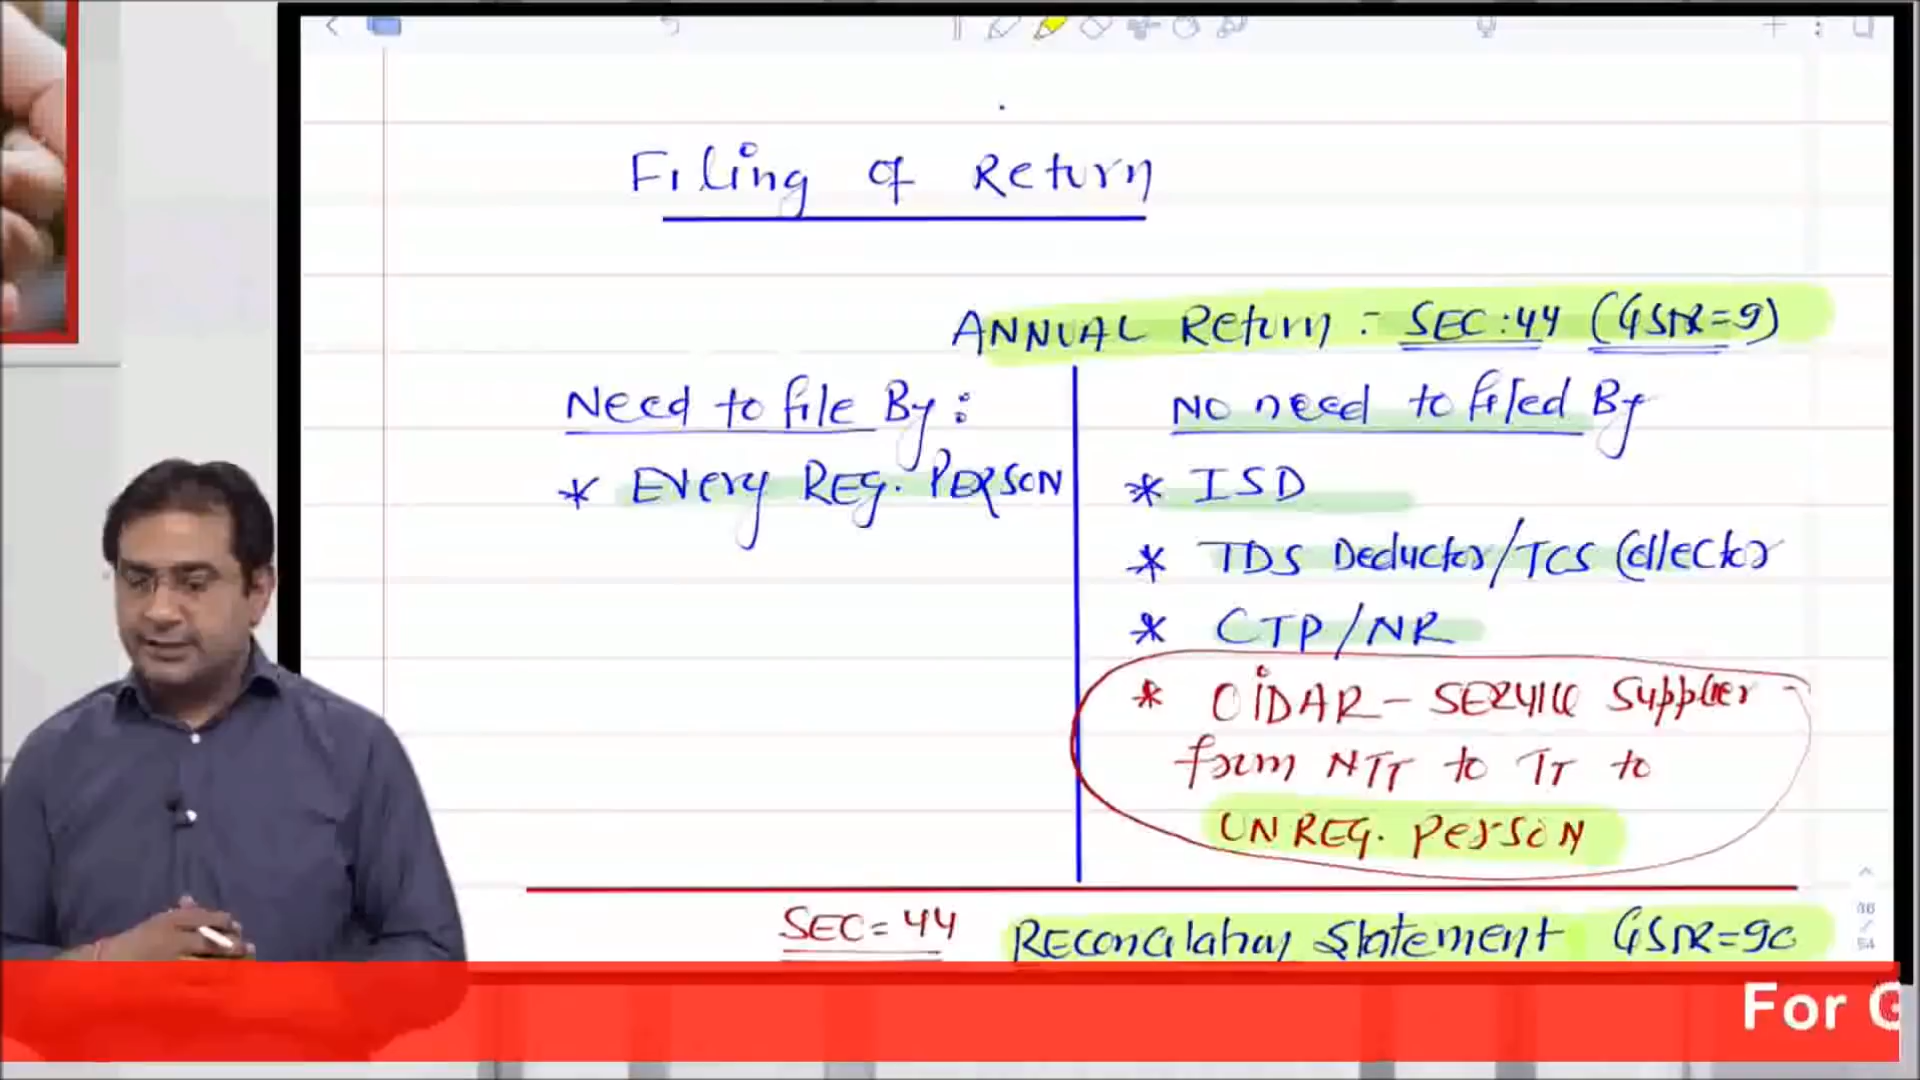 Filing of Return
ANNUAL Return = SEC:44 (GSTR=9)
Need to file By:
* Every REG. PERSON
No need to filed By
* ISD
* TDS Deductor/TCS Collector
* CTP/NR
* OIDAR - SERVICE Supplier
from NTT to TT to
UNREG. PERSON
SEC=44
Reconcilation Statement GSTR=9C
36
/
54
For G